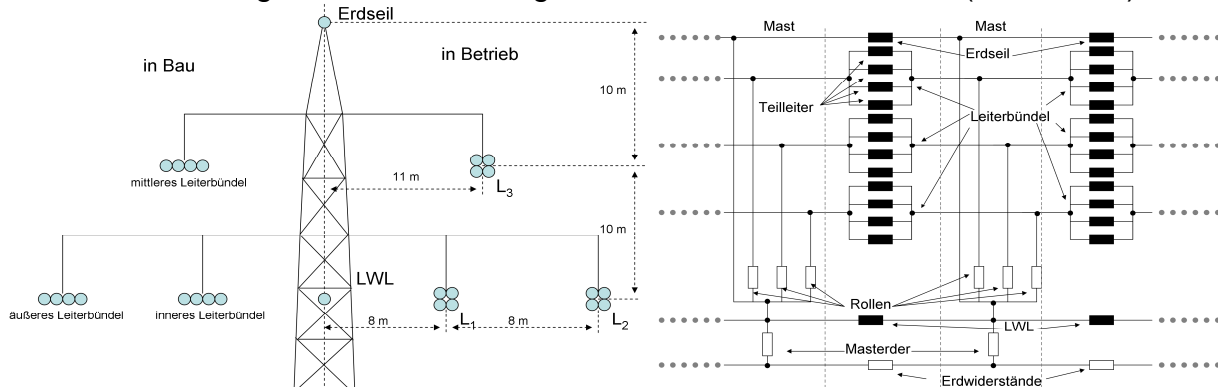 Erdseil
in Bau
in Betrieb
10 m
mittleres Leiterbündel
11 m
L3
10 m
LWL
äußeres Leiterbündel
inneres Leiterbündel
8 m
L1
8 m
L2
Mast
Mast
Erdseil
Teilleiter
Leiterbündel
Rollen
LWL
Masterder
Erdwiderstände